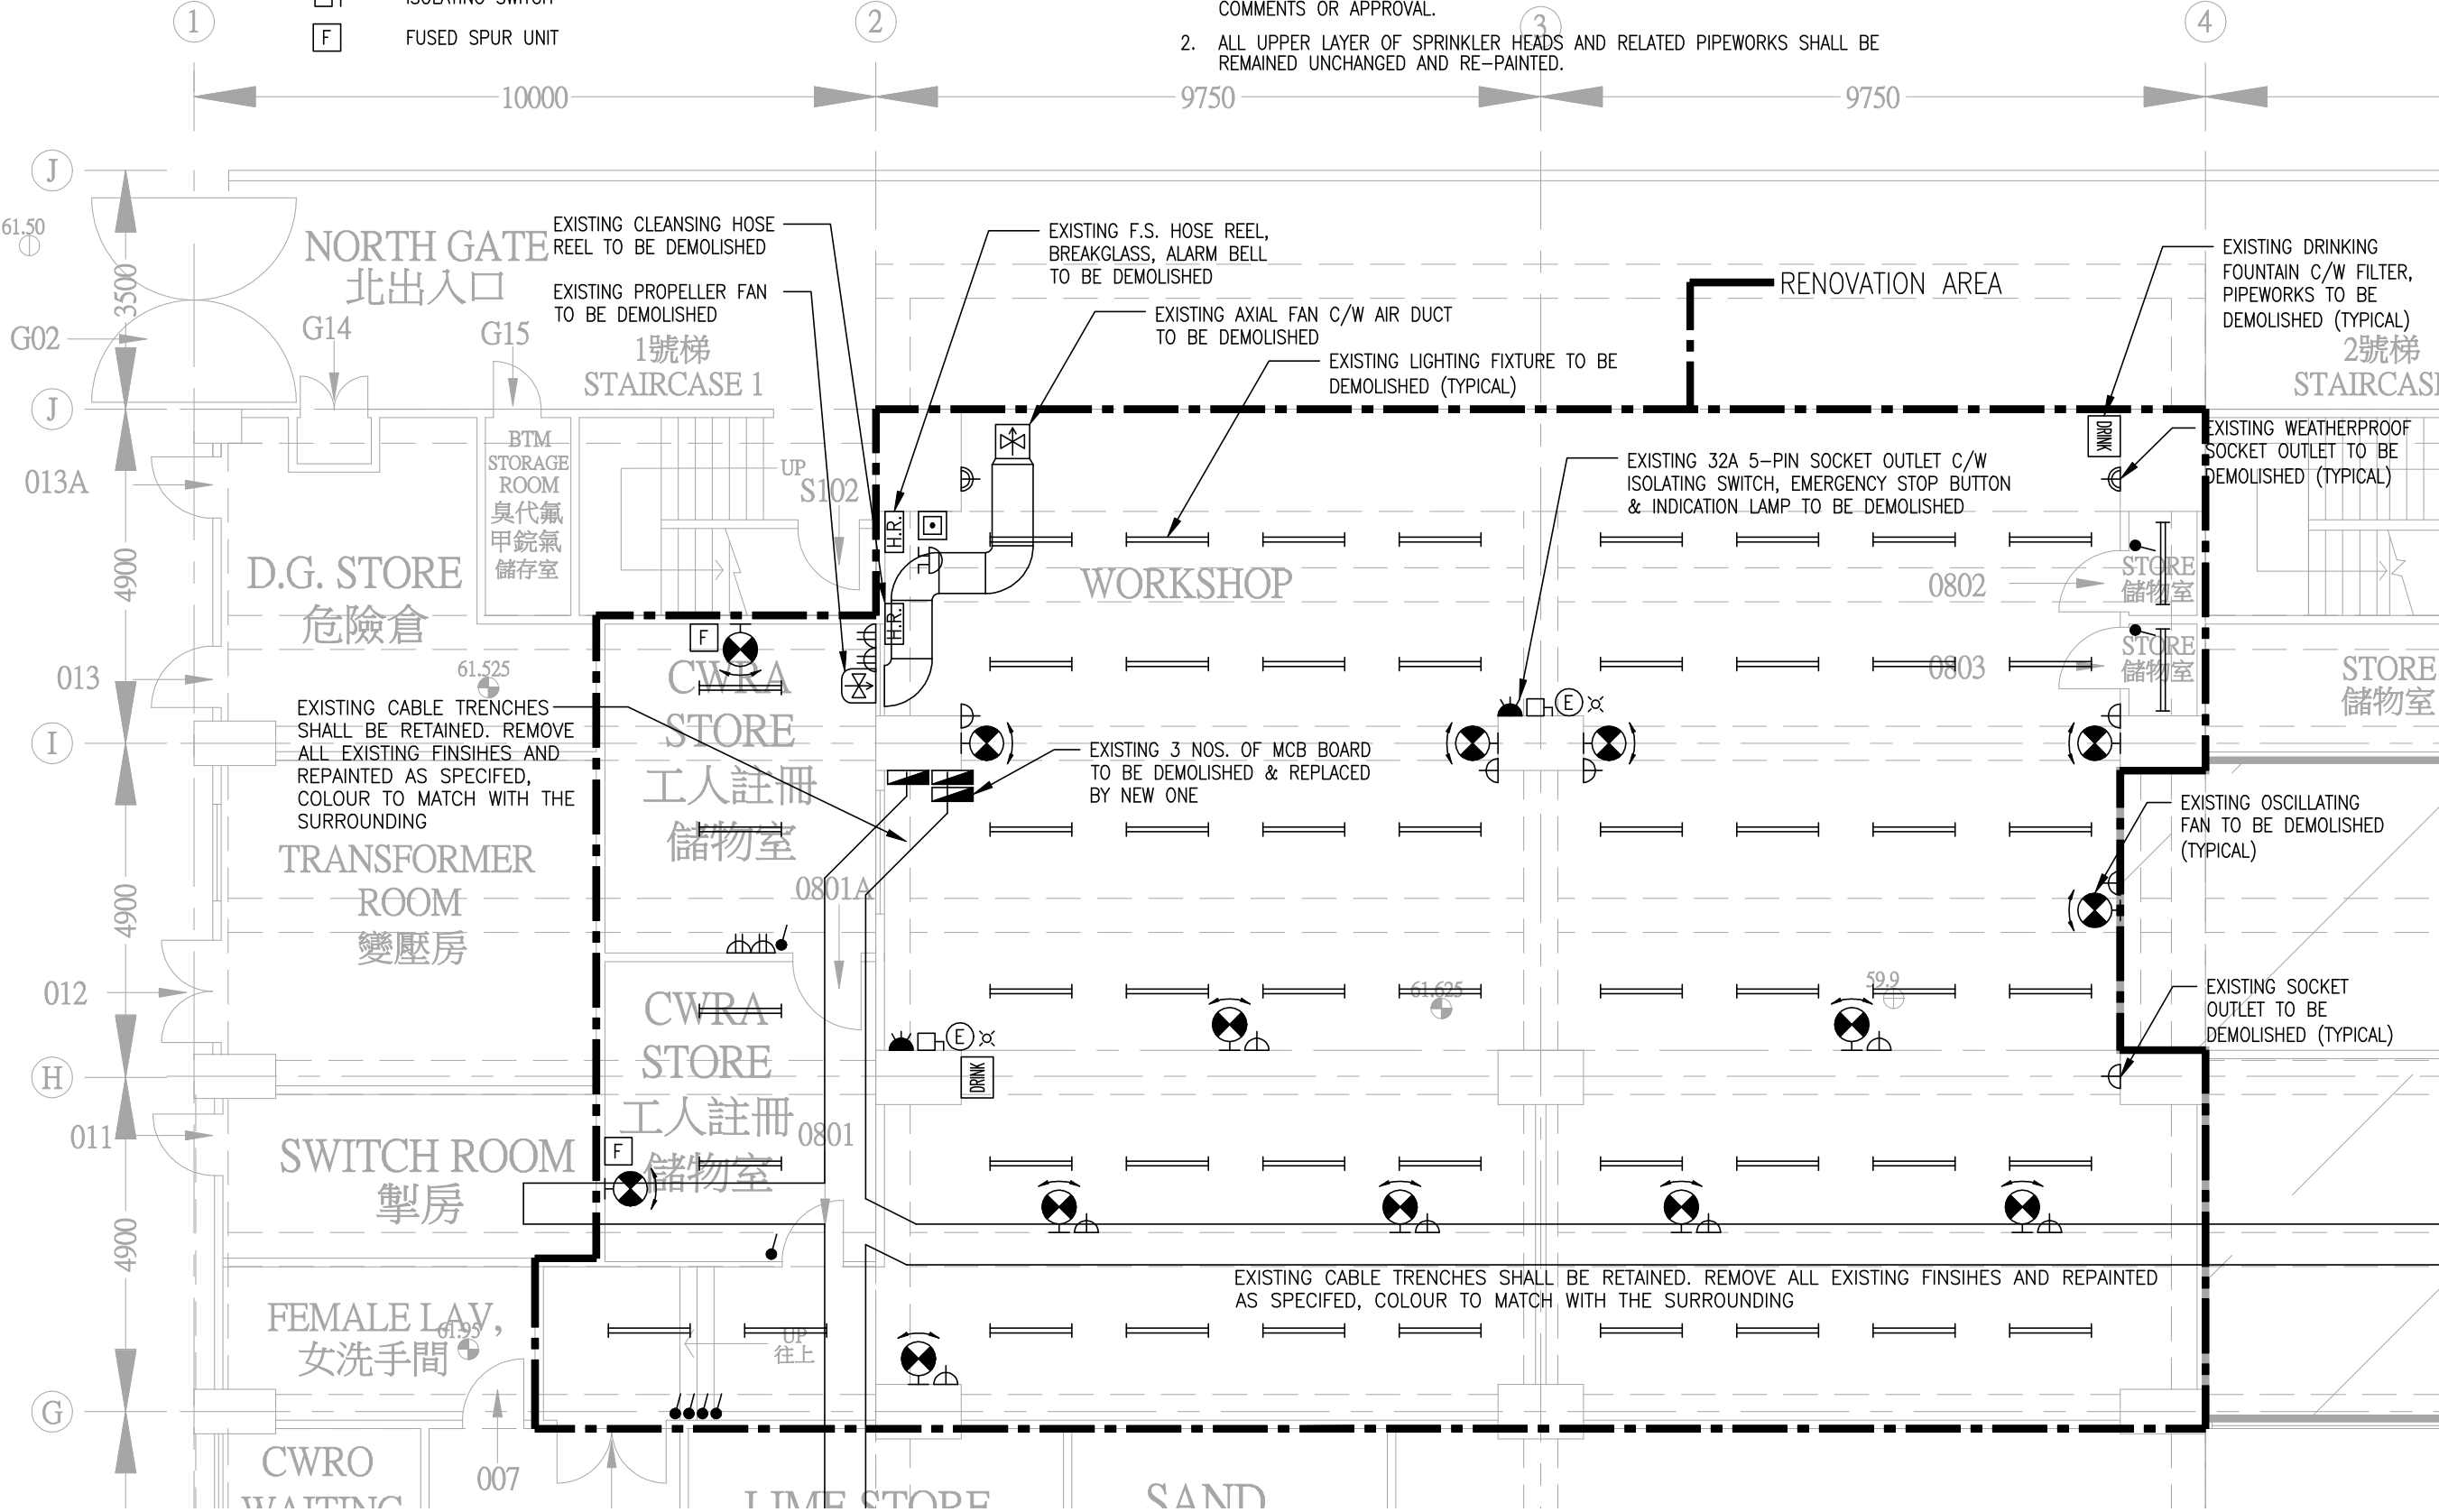 1
2
3
4
ISOLATING SWITCH
F FUSED SPUR UNIT
COMMENTS OR APPROVAL.
2. ALL UPPER LAYER OF SPRINKLER HEADS AND RELATED PIPEWORKS SHALL BE
REMAINED UNCHANGED AND RE-PAINTED.
10000
9750
9750
J
61.50
3500
G02
J
NORTH GATE
北出入口
G14
G15
EXISTING CLEANSING HOSE
REEL TO BE DEMOLISHED
EXISTING PROPELLER FAN
TO BE DEMOLISHED
1號梯
STAIRCASE 1
EXISTING F.S. HOSE REEL,
BREAKGLASS, ALARM BELL
TO BE DEMOLISHED
EXISTING AXIAL FAN C/W AIR DUCT
TO BE DEMOLISHED
EXISTING LIGHTING FIXTURE TO BE
DEMOLISHED (TYPICAL)
RENOVATION AREA
EXISTING DRINKING
FOUNTAIN C/W FILTER,
PIPEWORKS TO BE
DEMOLISHED (TYPICAL)
2號梯
STAIRCASE
DRINK
EXISTING WEATHERPROOF
SOCKET OUTLET TO BE
DEMOLISHED (TYPICAL)
BTM
STORAGE
ROOM
臭代氟
甲鋎氣
儲存室
UP
S102
013A
4900
H.R.
H.R.
EXISTING 32A 5-PIN SOCKET OUTLET C/W
ISOLATING SWITCH, EMERGENCY STOP BUTTON
& INDICATION LAMP TO BE DEMOLISHED
D.G. STORE
危險倉
WORKSHOP
0802
STORE
儲物室
0803
STORE
儲物室
STORE
儲物室
013
61.525
F
CWRA
STORE
工人註冊
儲物室
EXISTING CABLE TRENCHES
SHALL BE RETAINED. REMOVE
ALL EXISTING FINSIHES AND
REPAINTED AS SPECIFED,
COLOUR TO MATCH WITH THE
SURROUNDING
I
E
EXISTING 3 NOS. OF MCB BOARD
TO BE DEMOLISHED & REPLACED
BY NEW ONE
EXISTING OSCILLATING
FAN TO BE DEMOLISHED
(TYPICAL)
TRANSFORMER
ROOM
變壓房
4900
0801A
012
CWRA
STORE
工人註冊
儲物室
61.625
59.9
EXISTING SOCKET
OUTLET TO BE
DEMOLISHED (TYPICAL)
E
DRINK
H
011
0801
F
SWITCH ROOM
掣房
4900
EXISTING CABLE TRENCHES SHALL BE RETAINED. REMOVE ALL EXISTING FINSIHES AND REPAINTED
AS SPECIFED, COLOUR TO MATCH WITH THE SURROUNDING
FEMALE LAV,
女洗手間
61.95
UP
往上
G
007
CWRO
WAITING
LIME STORE
SAND